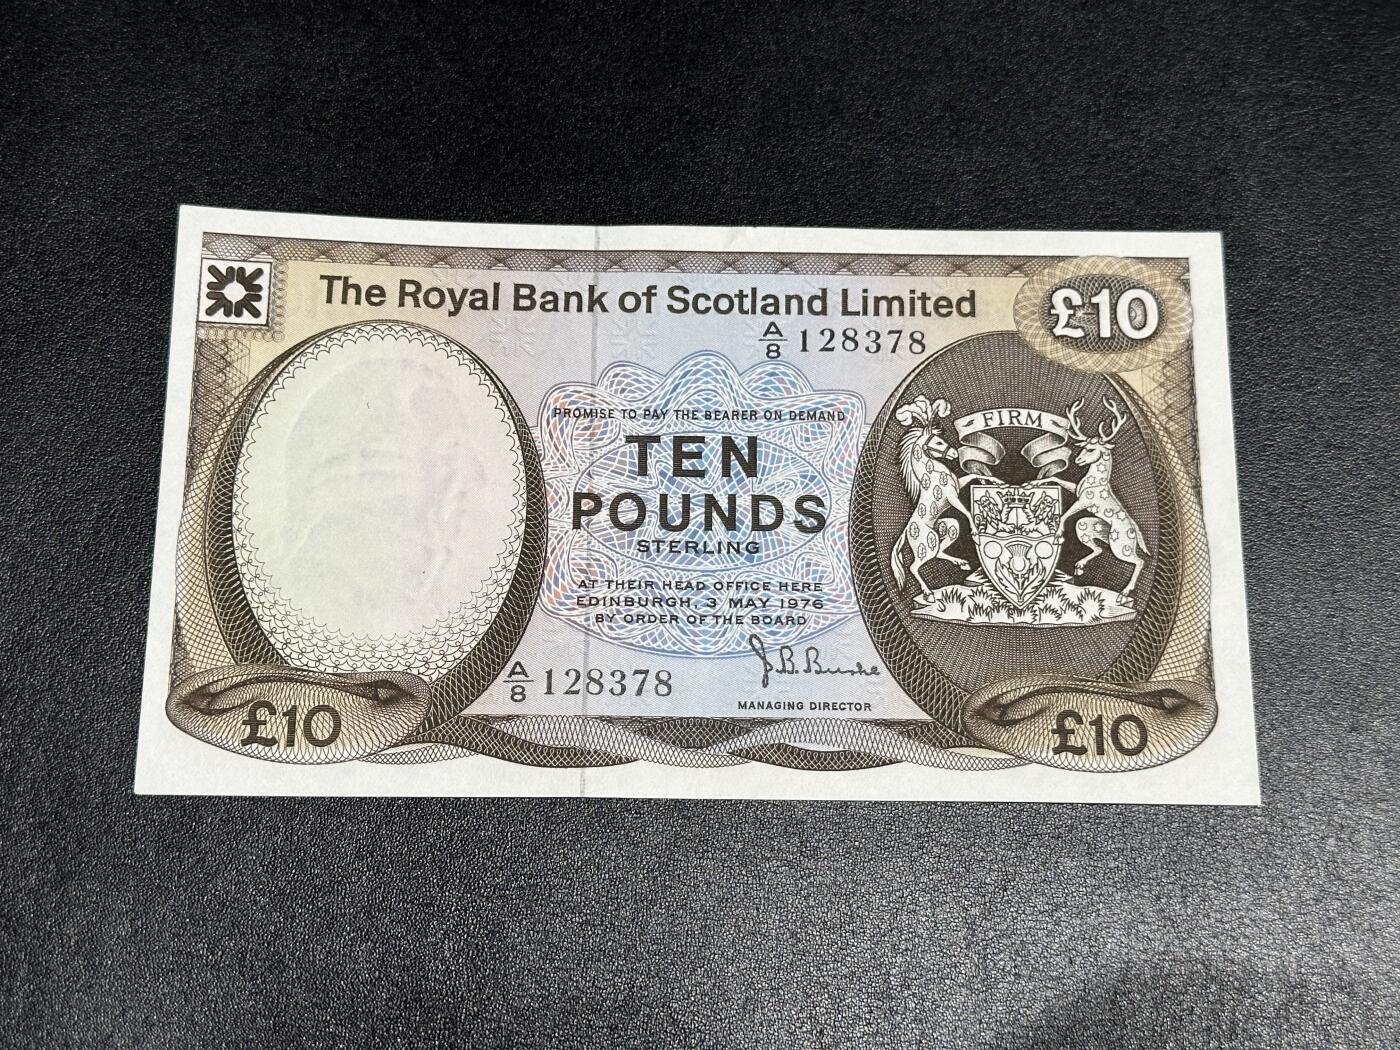 The Royal Bank of Scotland Limited
£10
A/8 128378
FIRM
PROMISE TO PAY THE BEARER ON DEMAND
TEN
POUNDS
STERLING
AT THEIR HEAD OFFICE HERE
EDINBURGH, 3 MAY 1976
BY ORDER OF THE BOARD
A/8 128378
J.B. Burke
MANAGING DIRECTOR
£10
£10